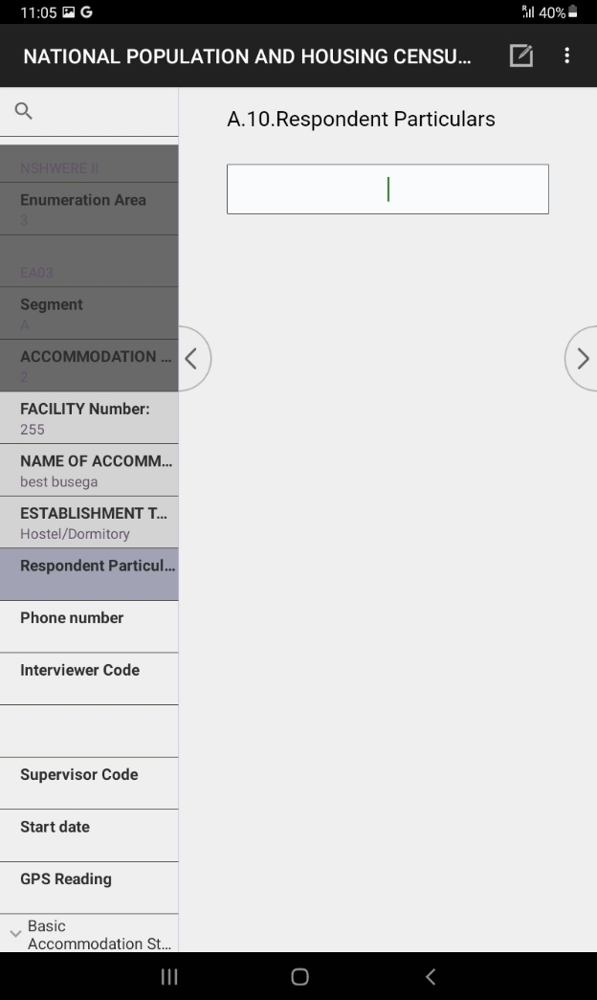 11:05 G R 40%
NATIONAL POPULATION AND HOUSING CENSU...
A.10.Respondent Particulars
NSHWERE II
Enumeration Area
3
EA03
Segment
A
ACCOMMODATION ...
2
FACILITY Number:
255
NAME OF ACCOMM...
best busega
ESTABLISHMENT T...
Hostel/Dormitory
Respondent Particul...
Phone number
Interviewer Code
Supervisor Code
Start date
GPS Reading
Basic
Accommodation St...